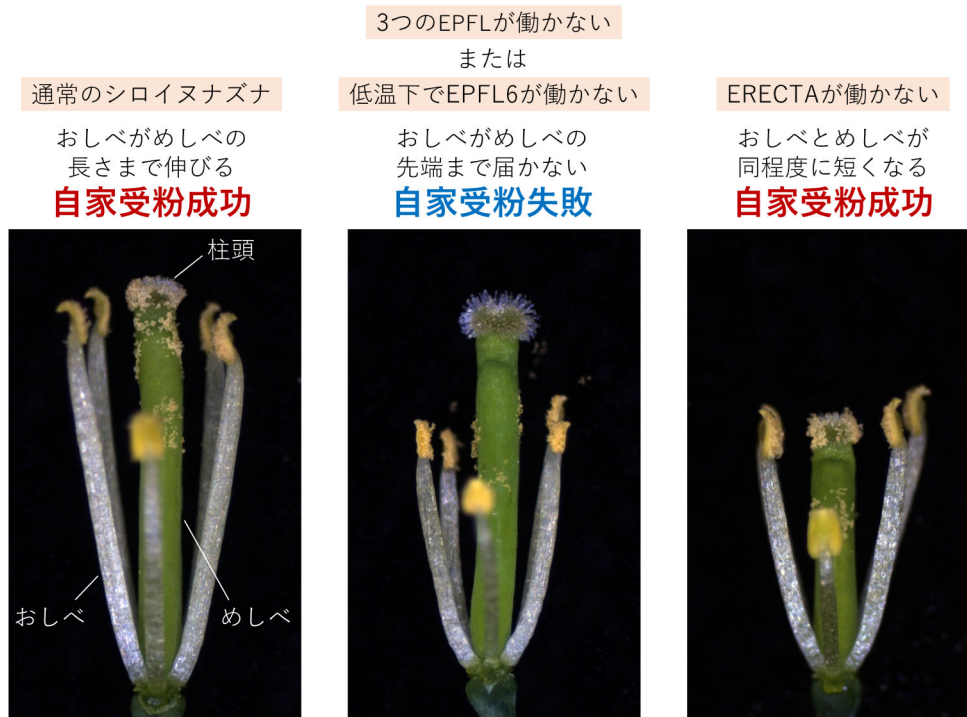 通常のシロイヌナズナ
おしべがめしべの
長さまで伸びる
自家受粉成功
3つのEPFLが働かない
または
低温下でEPFL6が働かない
おしべがめしべの
先端まで届かない
自家受粉失敗
ERECTAが働かない
おしべとめしべが
同程度に短くなる
自家受粉成功
柱頭
おしべ
めしべ